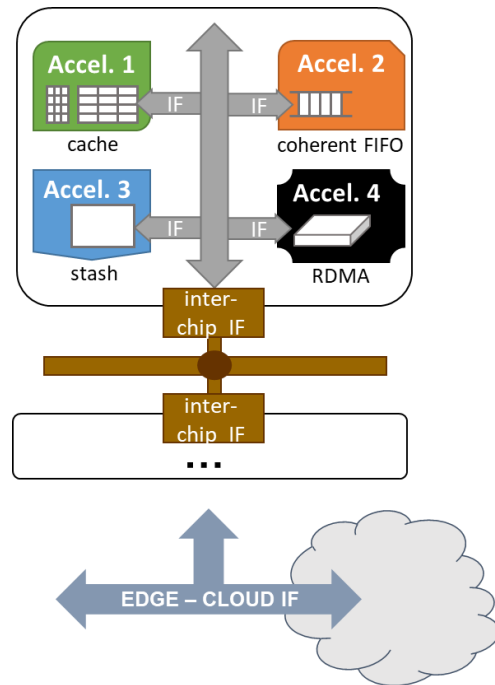 Accel. 1
Accel. 2
IF
IF
cache
coherent FIFO
Accel. 3
Accel. 4
IF
IF
stash
RDMA
inter-
chip IF
inter-
chip IF
...
EDGE – CLOUD IF